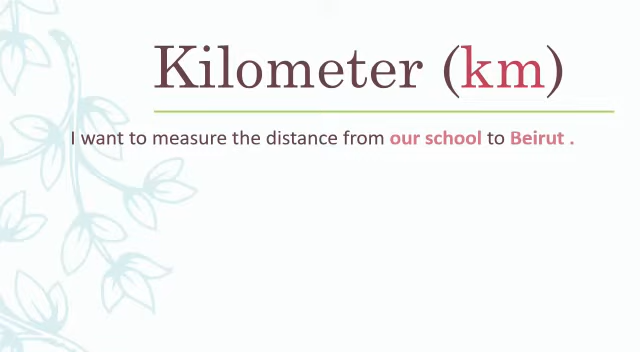 Kilometer (km)
I want to measure the distance from our school to Beirut .